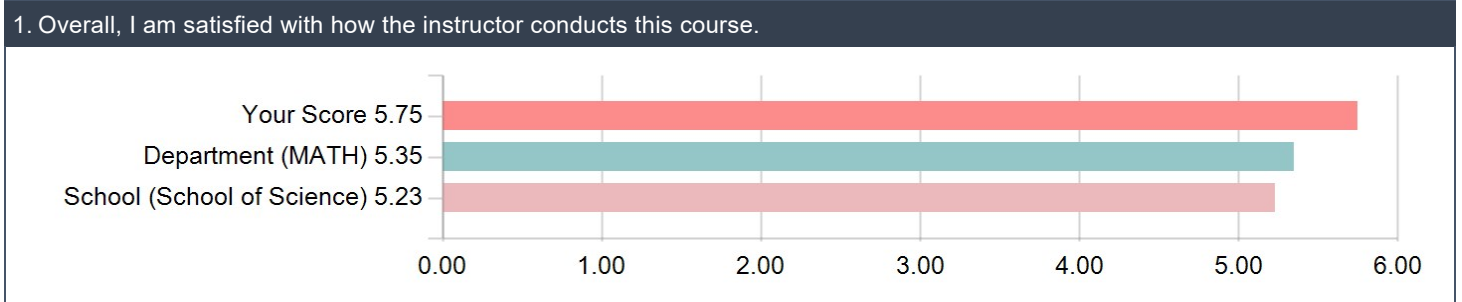 1. Overall, I am satisfied with how the instructor conducts this course.
Your Score 5.75
Department (MATH) 5.35
School (School of Science) 5.23
0.00 1.00 2.00 3.00 4.00 5.00 6.00